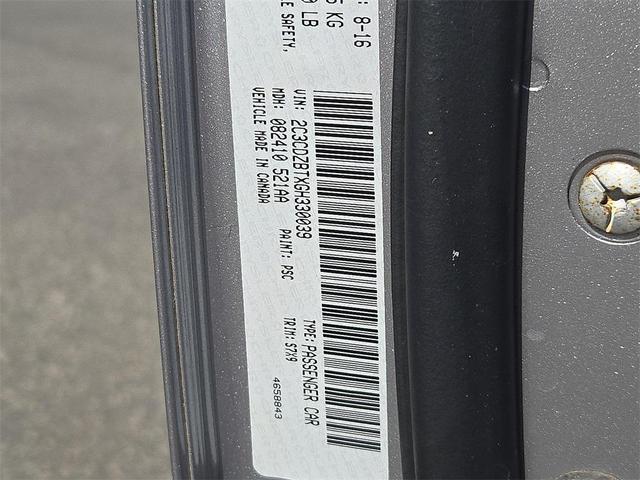 : 8-16
KG
LB
E SAFETY,
VIN: 2C3CDZBTXGH330039
TYPE: PASSENGER CAR
MDH: 082410 521AA
PAINT: PSC
TRIM: S7X9
VEHICLE MADE IN CANADA
4658843